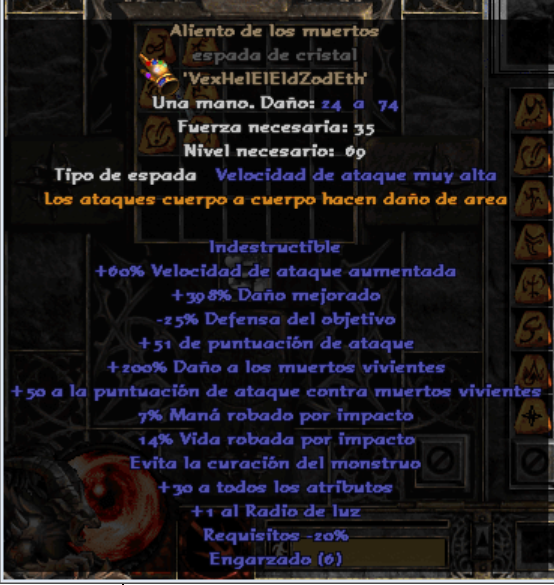 Aliento de los muertos
espada de cristal
'VexHelElEldZodEth'
Una mano. Daño: 24 a 74
Fuerza necesaria: 35
Nivel necesario: 69
Tipo de espada Velocidad de ataque muy alta
Los ataques cuerpo a cuerpo hacen daño de area
Indestructible
+60% Velocidad de ataque aumentada
+398% Daño mejorado
-25% Defensa del objetivo
+51 de puntuación de ataque
+200% Daño a los muertos vivientes
+50 a la puntuación de ataque contra muertos vivientes
7% Maná robado por impacto
14% Vida robada por impacto
Evita la curación del monstruo
+30 a todos los atributos
+1 al Radio de luz
Requisitos -20%
Engarzado (6)